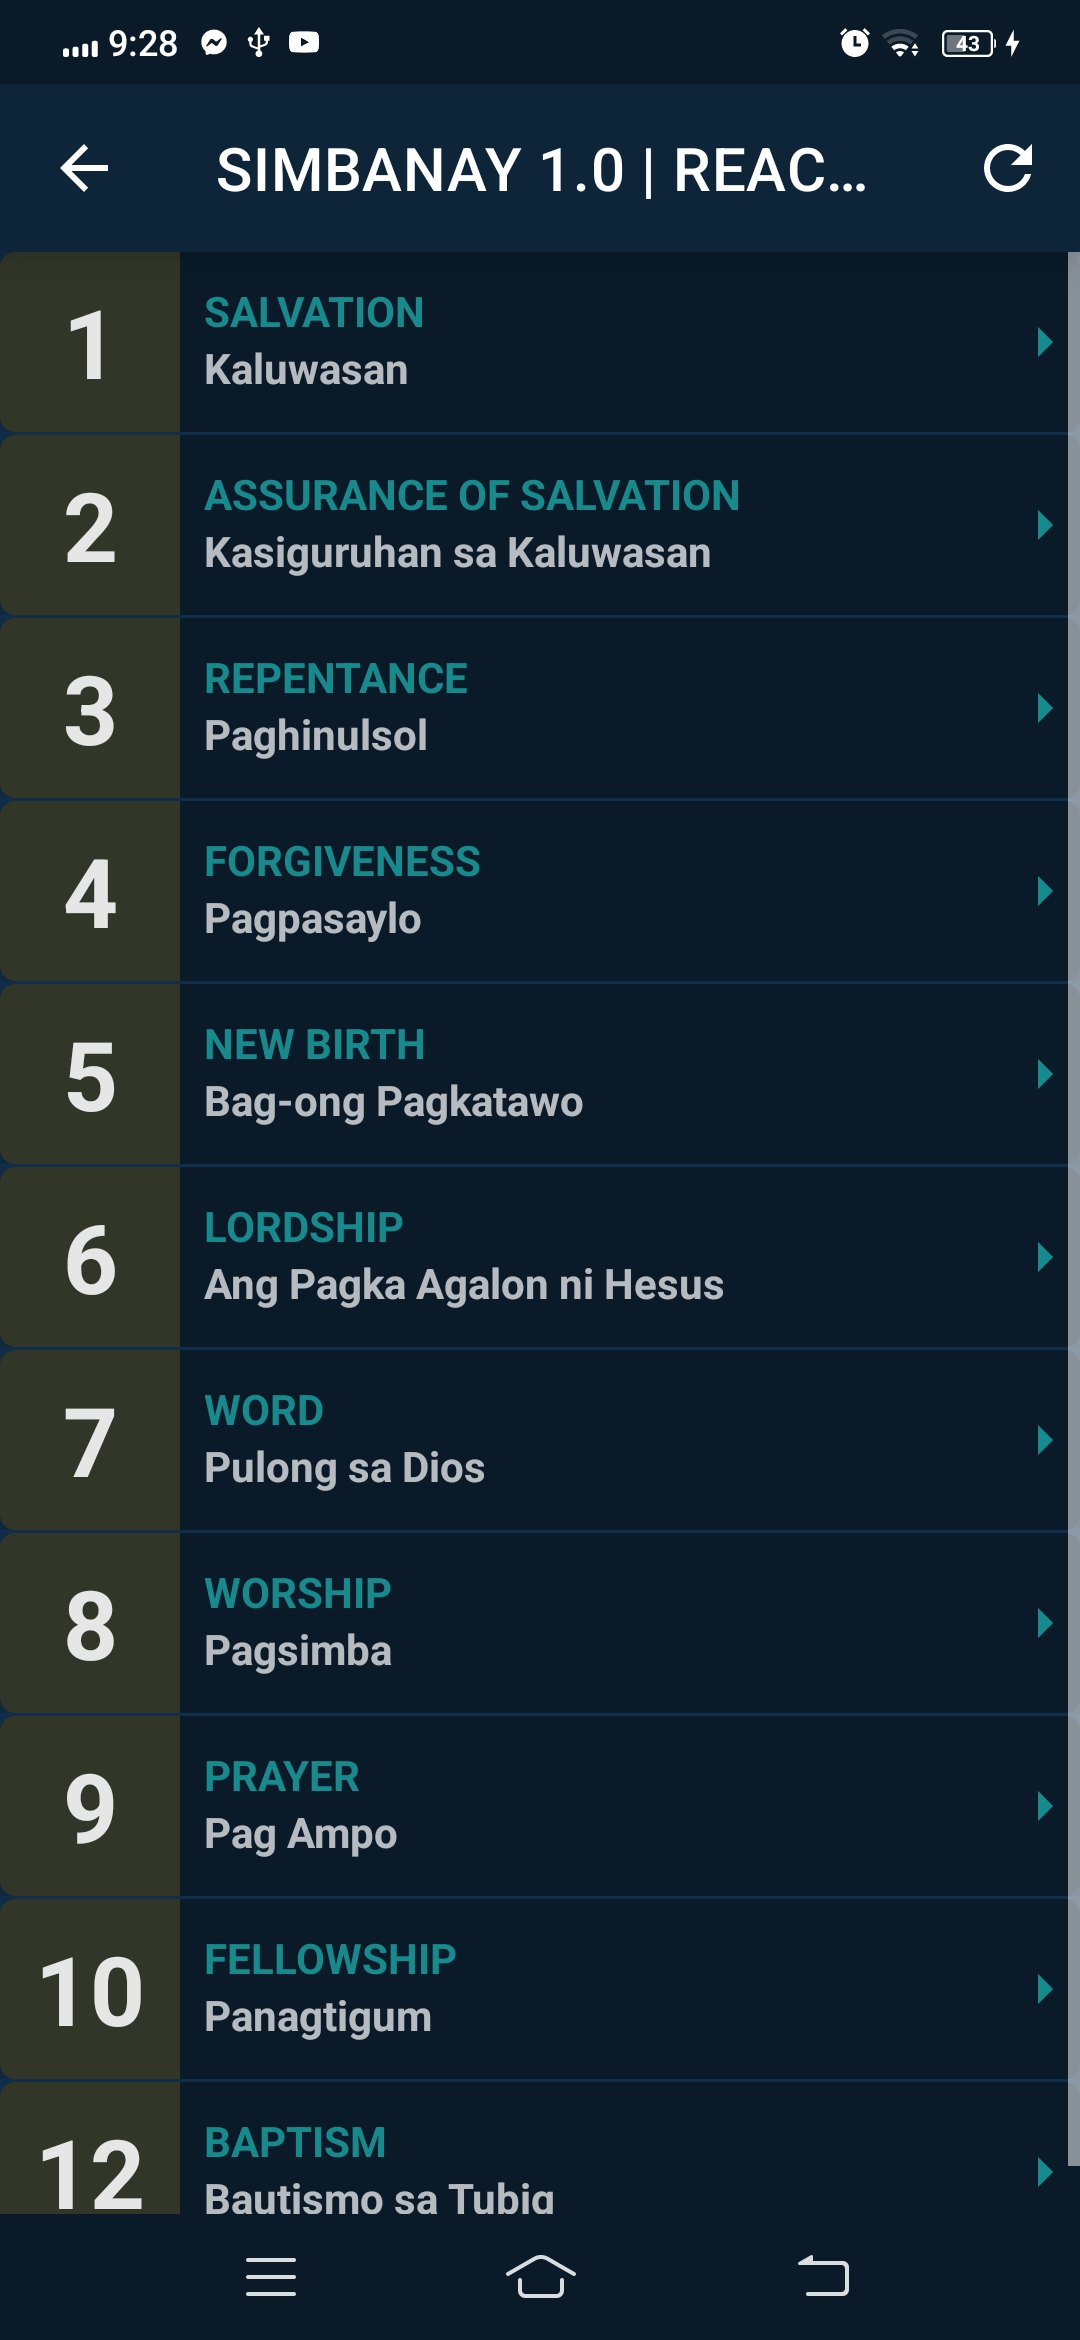 9:28
43
SIMBANAY 1.0 | REAC...
1
SALVATION
Kaluwasan
2
ASSURANCE OF SALVATION
Kasiguruhan sa Kaluwasan
3
REPENTANCE
Paghinulsol
4
FORGIVENESS
Pagpasaylo
5
NEW BIRTH
Bag-ong Pagkatawo
6
LORDSHIP
Ang Pagka Agalon ni Hesus
7
WORD
Pulong sa Dios
8
WORSHIP
Pagsimba
9
PRAYER
Pag Ampo
10
FELLOWSHIP
Panagtigum
12
BAPTISM
Bautismo sa Tubig